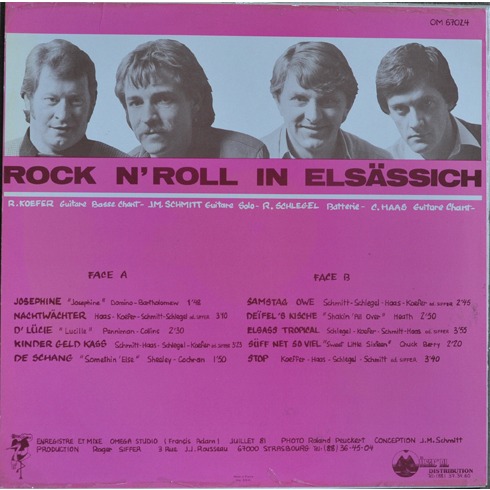 OM 67024
ROCK N' ROLL IN ELSÄSSICH
R. KOEFER Guitare Basse Chant - J.M. SCHMITT Guitare Solo - R. SCHLEGEL Batterie - C. HAAG Guitare Chant -
FACE A
JOSEPHINE "Josephine" Domino - Bartholomew 1'48
NACHTWÄCHTER Haas - Koefer - Schmitt - Schlegel ad. SIFFER 3'10
D' LÜCIE "Lucille" Penniman - Collins 2'30
KINDER GELD KASS Schmitt - Haas - Schlegel - Koefer ad. SIFFER 3'23
DE SCHANG "Somethin' Else" Sheeley - Cochran 1'50
FACE B
SAMSTAG OWE Schmitt - Schlegel - Haas - Koefer ad. SIFFER 2'45
DEÏFEL'S KISCHE "Shakin' All Over" Heath 2'50
ELSASS TROPICAL Schlegel - Koefer - Schmitt - Haas ad. SIFFER 3'55
SÜFF NET SO VIEL "Sweet Little Sixteen" Chuck Berry 2'20
STOP Koeffer - Haas - Schlegel - Schmitt ad. SIFFER 3'40
ENREGISTRE ET MIXE OMEGA STUDIO (Francis Adam) JUILLET 81 PHOTO Roland Peuckert CONCEPTION J.M. Schmitt
PRODUCTION Roger SIFFER 3 Rue J.J. ROUSSEAU 67000 STRASBOURG Tel. (88) 36-45-04
DISTRIBUTION